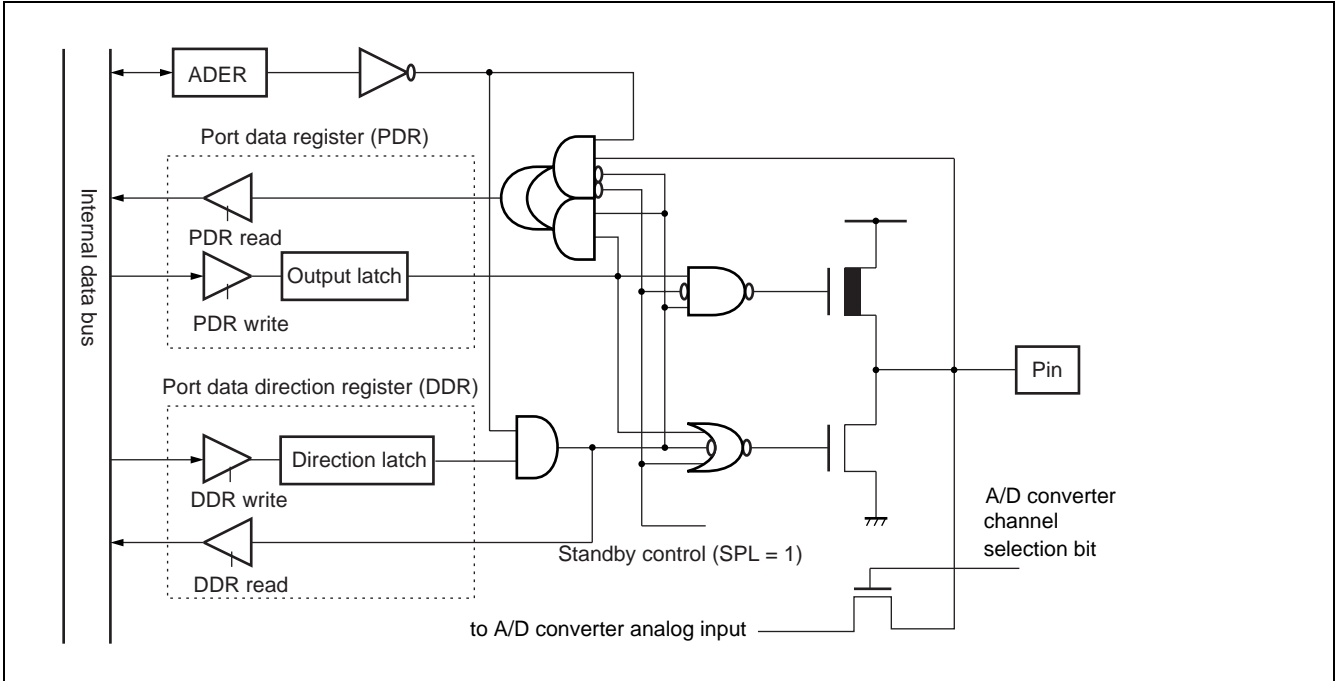 ADER
Port data register (PDR)
Internal data bus
PDR read
Output latch
PDR write
Pin
Port data direction register (DDR)
Direction latch
DDR write
DDR read
Standby control (SPL = 1)
A/D converter
channel
selection bit
to A/D converter analog input